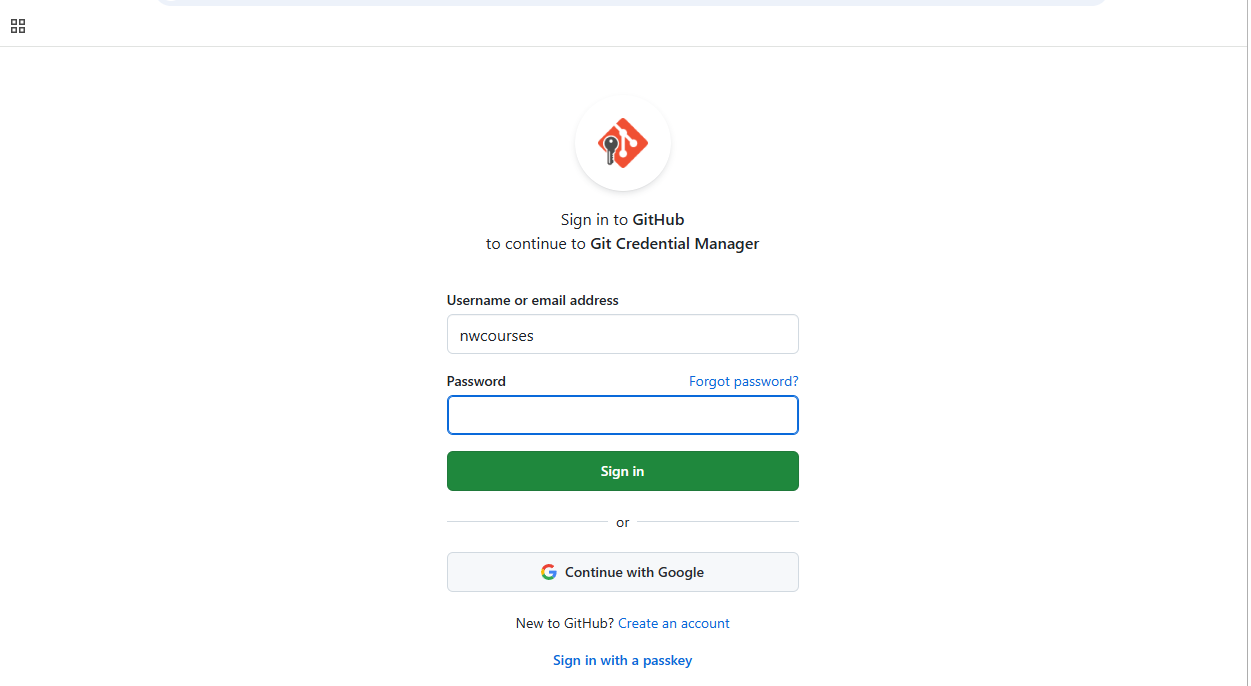 Sign in to GitHub
to continue to Git Credential Manager
Username or email address
nwcourses
Password Forgot password?
Sign in
or
Continue with Google
New to GitHub? Create an account
Sign in with a passkey